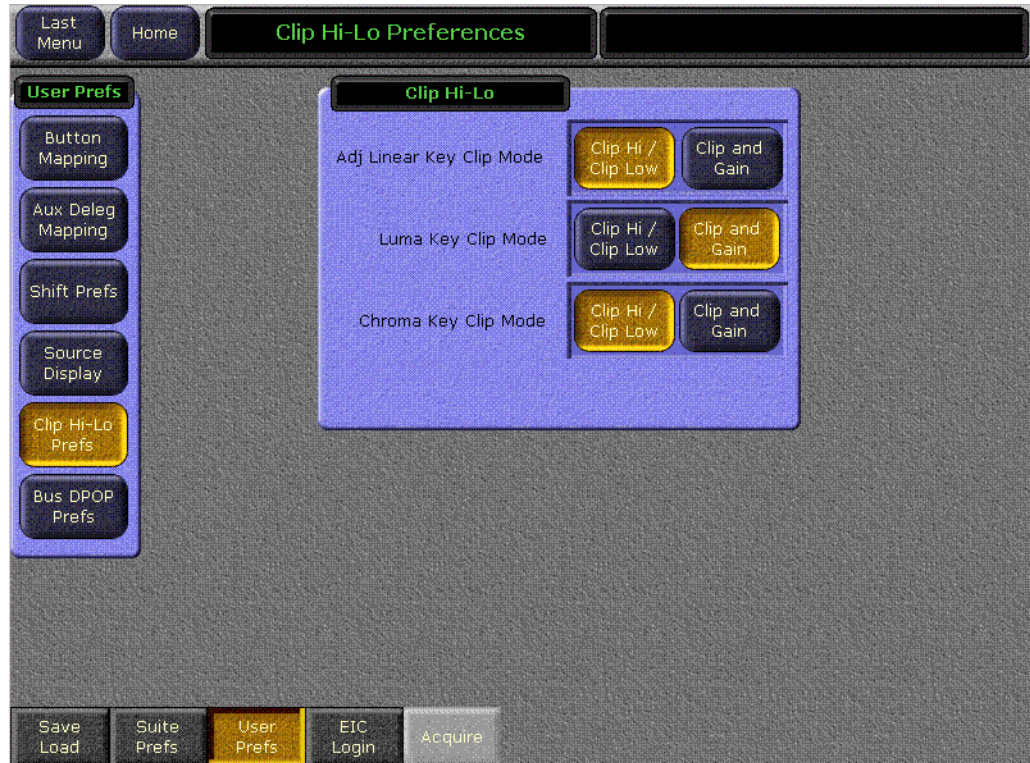 Last
Menu
Home
Clip Hi-Lo Preferences
User Prefs
Button
Mapping
Aux Deleg
Mapping
Shift Prefs
Source
Display
Clip Hi-Lo
Prefs
Bus DPOP
Prefs
Clip Hi-Lo
Adj Linear Key Clip Mode
Clip Hi /
Clip Low
Clip and
Gain
Luma Key Clip Mode
Clip Hi /
Clip Low
Clip and
Gain
Chroma Key Clip Mode
Clip Hi /
Clip Low
Clip and
Gain
Save
Load
Suite
Prefs
User
Prefs
EIC
Login
Acquire